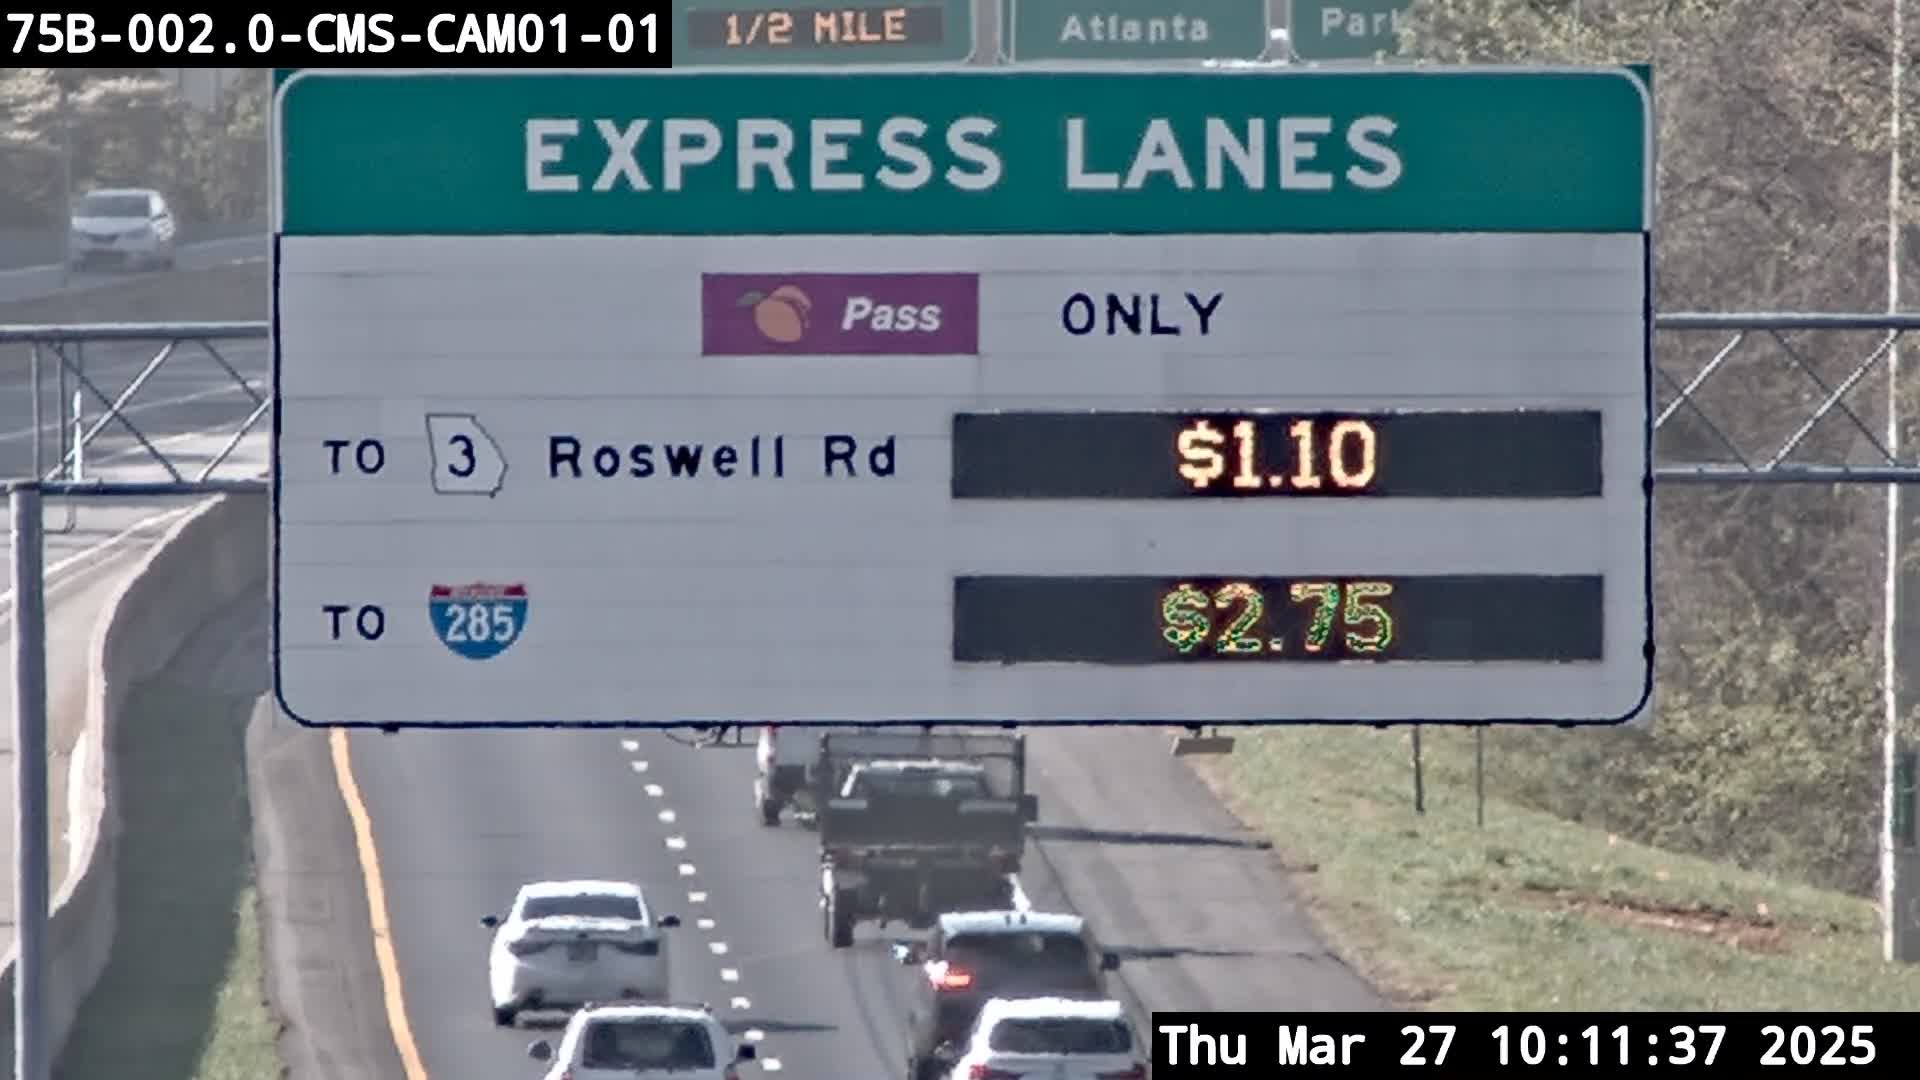 75B-002.0-CMS-CAM01-01
1/2 MILE
Atlanta
EXPRESS LANES
Pass ONLY
TO 3 Roswell Rd $1.10
TO 285 $2.75
Thu Mar 27 10:11:37 2025